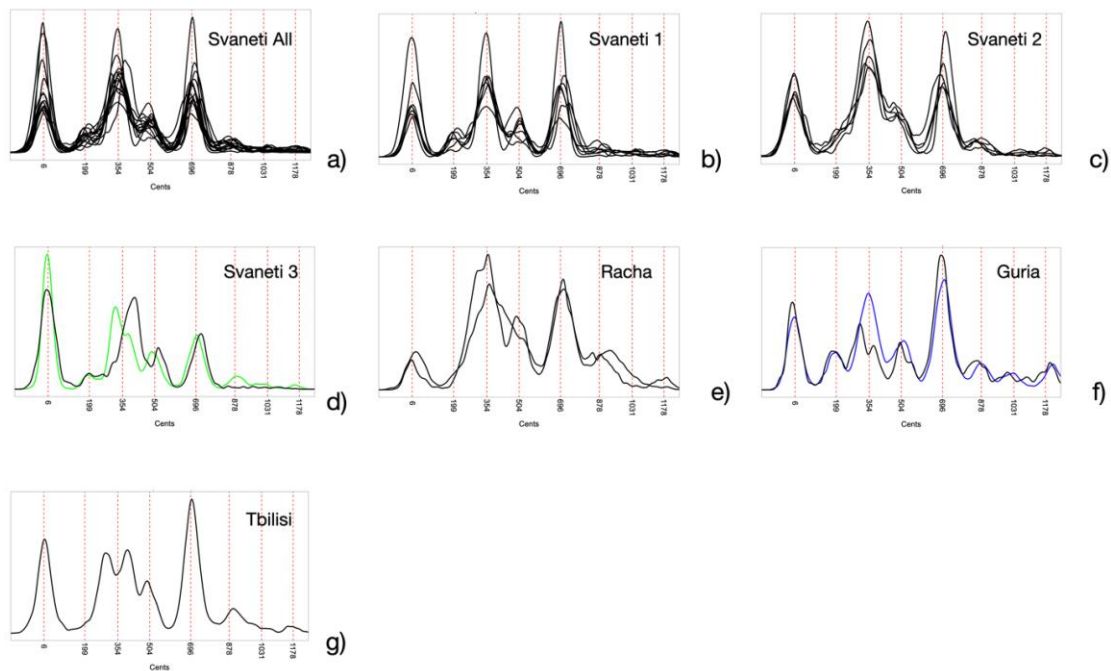 Svaneti All
6 199 354 504 696 878 1031 1178
Cents
a)
Svaneti 1
6 199 354 504 696 878 1031 1178
Cents
b)
Svaneti 2
6 199 354 504 696 878 1031 1178
Cents
c)
Svaneti 3
6 199 354 504 696 878 1031 1178
Cents
d)
Racha
6 199 354 504 696 878 1031 1178
Cents
e)
Guria
6 199 354 504 696 878 1031 1178
Cents
f)
Tbilisi
6 199 354 504 696 878 1031 1178
Cents
g)